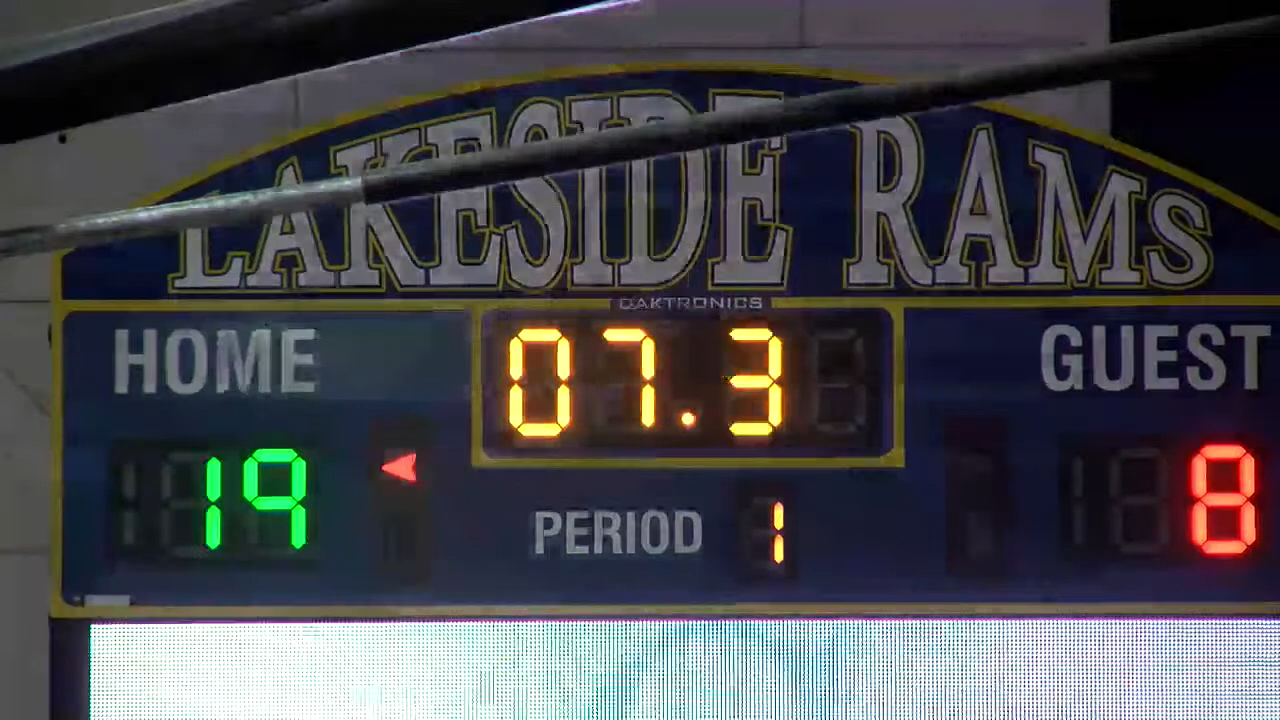 LAKESIDE RAMS
DAKTRONICS
HOME 07.3 GUEST
19 8
PERIOD 1